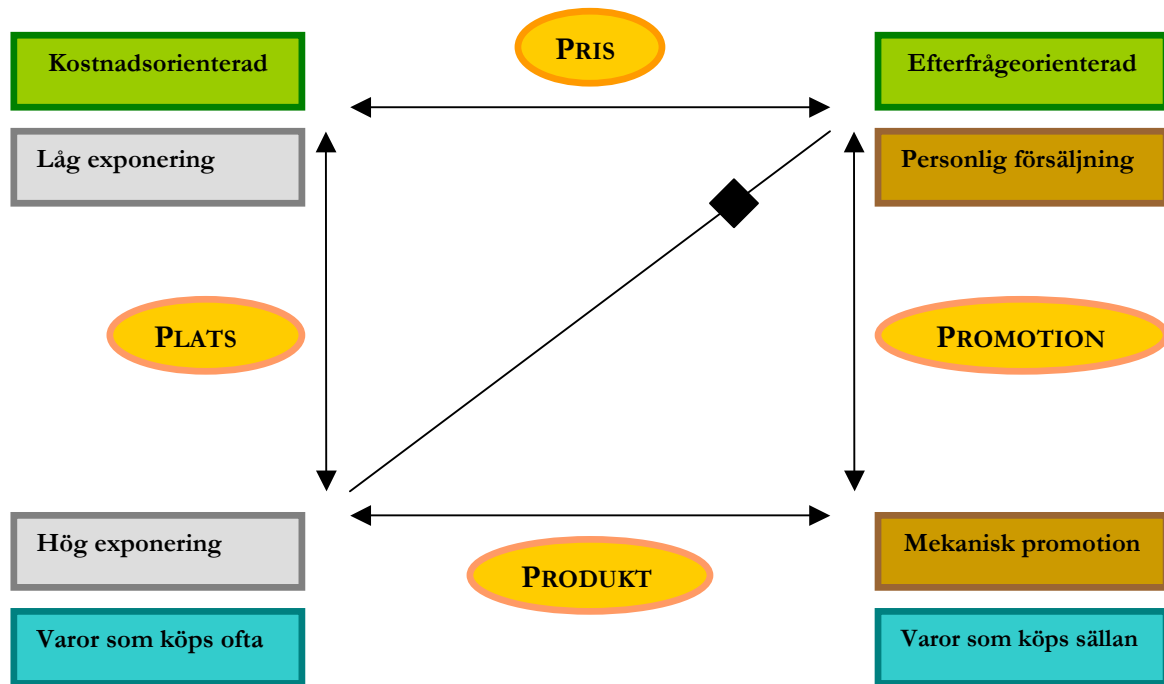 PRIS
Kostnadsorienterad
Efterfrågeorienterad
Låg exponering
Personlig försäljning
PLATS
PROMOTION
Hög exponering
Mekanisk promotion
PRODUKT
Varor som köps ofta
Varor som köps sällan